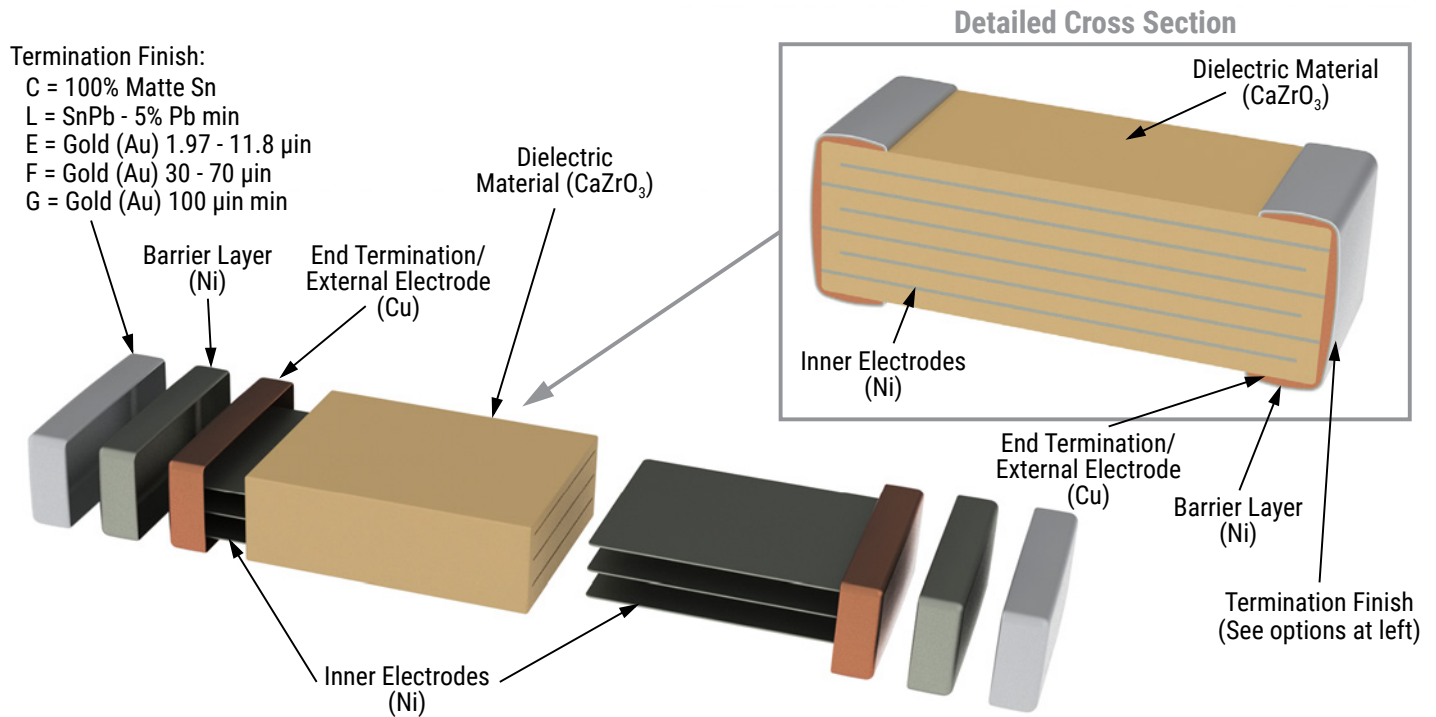 Detailed Cross Section
Termination Finish:
C = 100% Matte Sn
L = SnPb - 5% Pb min
E = Gold (Au) 1.97 - 11.8 µin
F = Gold (Au) 30 - 70 µin
G = Gold (Au) 100 µin min
Barrier Layer
(Ni)
End Termination/
External Electrode
(Cu)
Dielectric
Material (CaZrO₃)
Dielectric Material
(CaZrO₃)
Inner Electrodes
(Ni)
End Termination/
External Electrode
(Cu)
Barrier Layer
(Ni)
Termination Finish
(See options at left)
Inner Electrodes
(Ni)